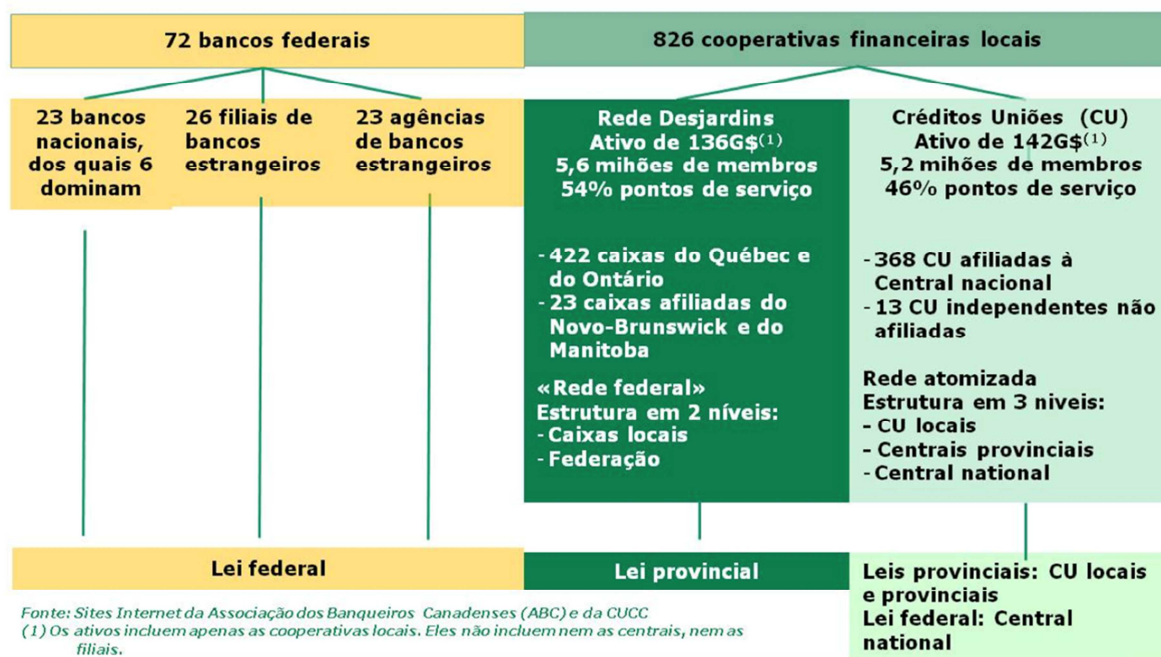 72 bancos federais
826 cooperativas financeiras locais
23 bancos
nacionais,
dos quais 6
dominam
26 filiais de
bancos
estrangeiros
23 agências
de bancos
estrangeiros
Rede Desjardins
Ativo de 136G$(1)
5,6 mihões de membros
54% pontos de serviço
- 422 caixas do Québec e
do Ontário
- 23 caixas afiliadas do
Novo-Brunswick e do
Manitoba
«Rede federal»
Estrutura em 2 níveis:
- Caixas locais
- Federação
Créditos Uniões (CU)
Ativo de 142G$(1)
5,2 mihões de membros
46% pontos de serviço
- 368 CU afiliadas à
Central nacional
- 13 CU independentes não
afiliadas
Rede atomizada
Estrutura em 3 niveis:
- CU locais
- Centrais provinciais
- Central national
Lei federal
Lei provincial
Leis provinciais: CU locais
e provinciais
Lei federal: Central
national
Fonte: Sites Internet da Associação dos Banqueiros Canadenses (ABC) e da CUCC
(1) Os ativos incluem apenas as cooperativas locais. Eles não incluem nem as centrais, nem as
filiais.